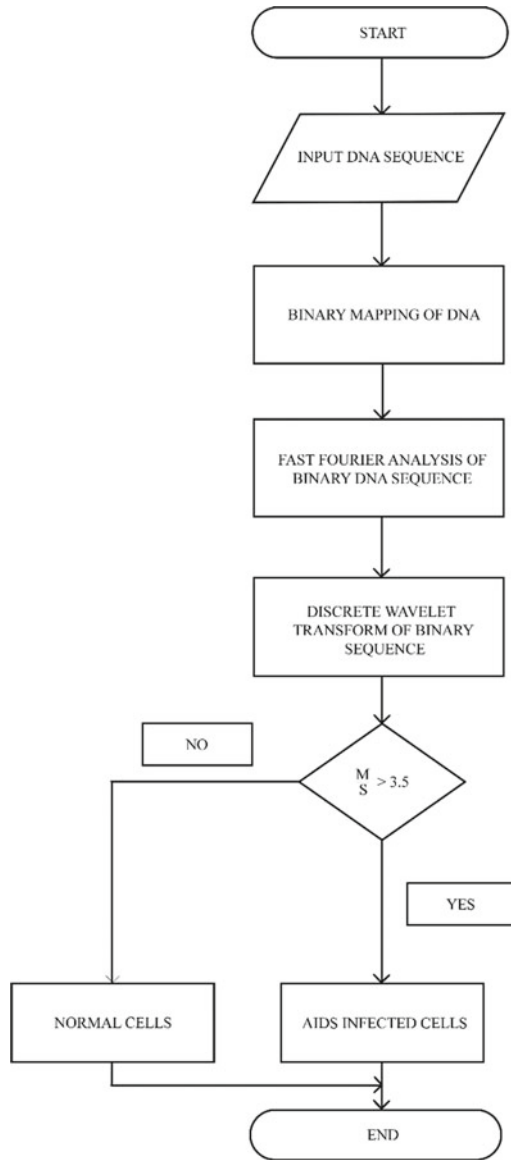 START
INPUT DNA SEQUENCE
BINARY MAPPING OF DNA
FAST FOURIER ANALYSIS OF
BINARY DNA SEQUENCE
DISCRETE WAVELET
TRANSFORM OF BINARY
SEQUENCE
NO
M
S > 3.5
YES
NORMAL CELLS
AIDS INFECTED CELLS
END